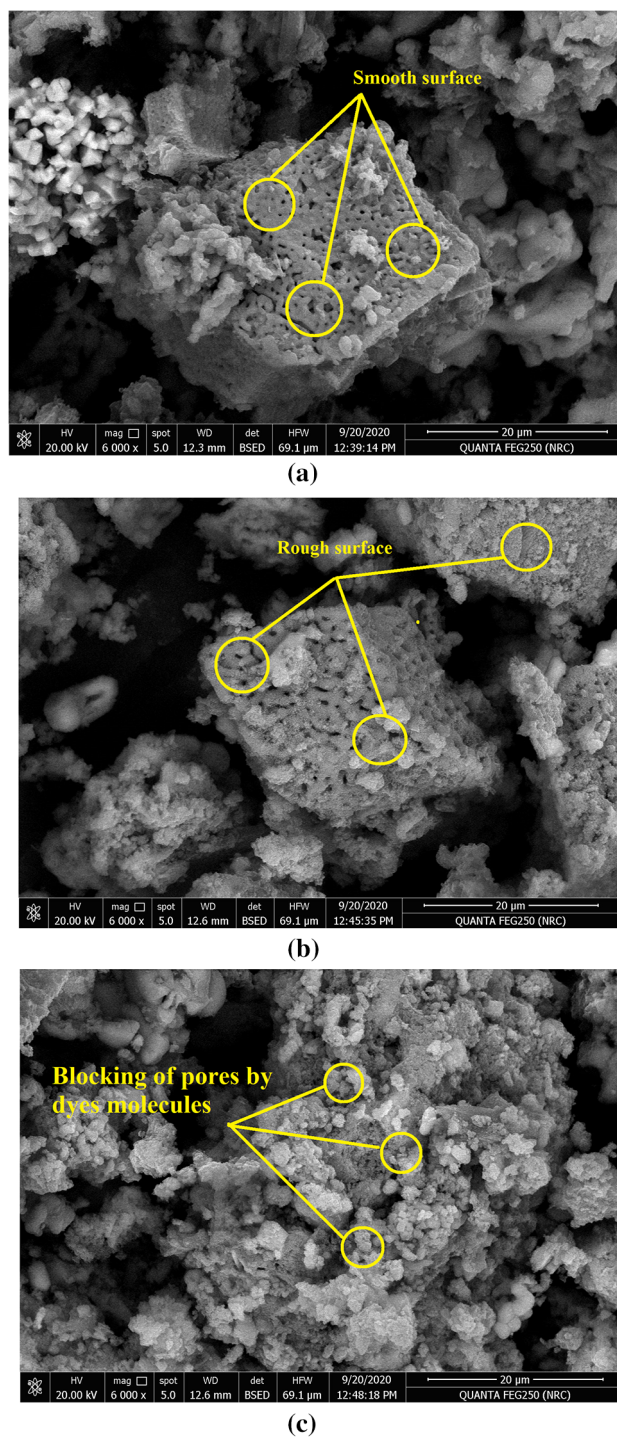 Smooth surface
HV mag spot WD det HFW 9/20/2020 20 µm
20.00 kV 6 000 x 5.0 12.3 mm BSED 69.1 µm 12:39:14 PM QUANTA FEG250 (NRC)
(a)
Rough surface
HV mag spot WD det HFW 9/20/2020 20 µm
20.00 kV 6 000 x 5.0 12.6 mm BSED 69.1 µm 12:45:35 PM QUANTA FEG250 (NRC)
(b)
Blocking of pores by
dyes molecules
HV mag spot WD det HFW 9/20/2020 20 µm
20.00 kV 6 000 x 5.0 12.6 mm BSED 69.1 µm 12:48:18 PM QUANTA FEG250 (NRC)
(c)